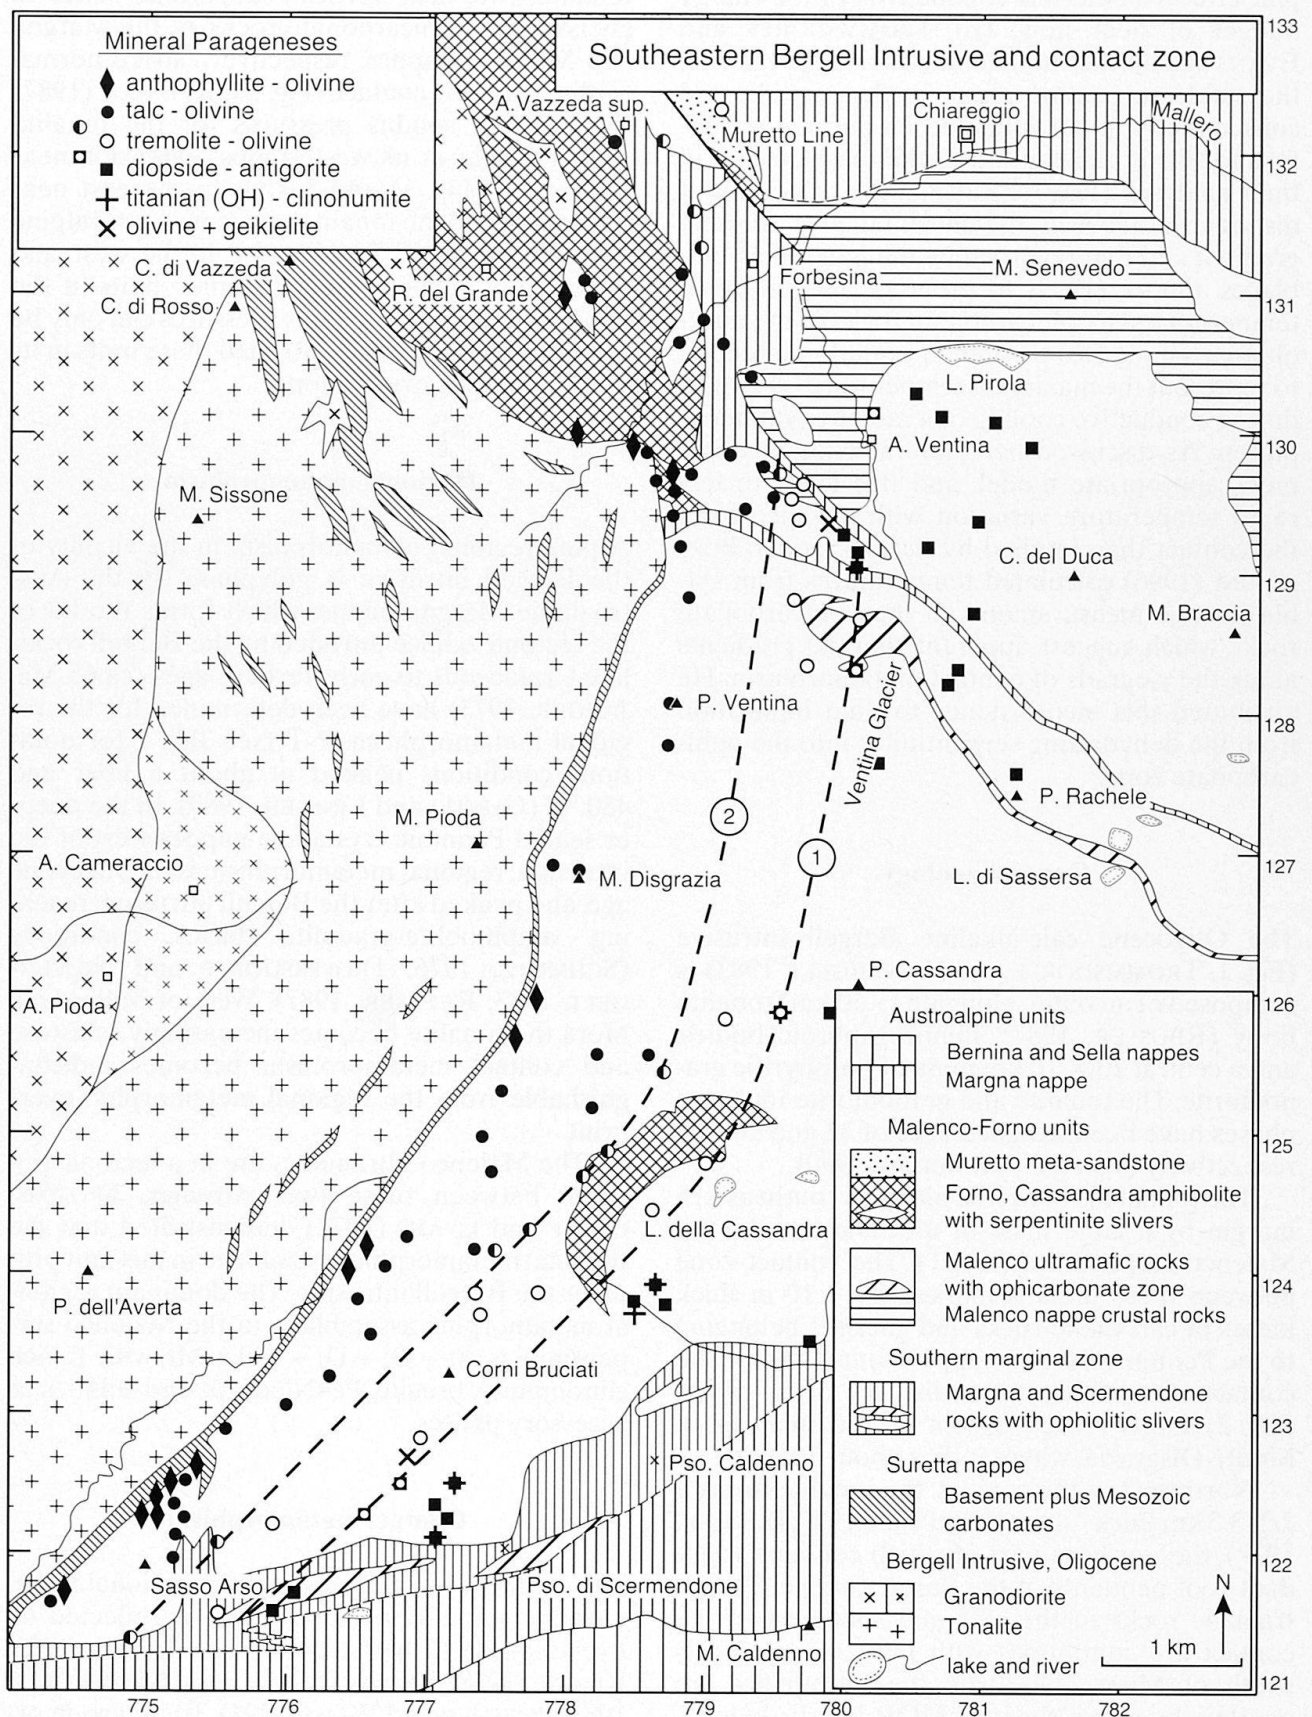 Southeastern Bergell Intrusive and contact zone
Mineral Parageneses
anthophyllite - olivine
talc - olivine
tremolite - olivine
diopside - antigorite
titanian (OH) - clinohumite
olivine + geikielite
A. Vazzeda sup.
Muretto Line
Chiareggio
Mallero
C. di Vazzeda
C. di Rosso
R. del Grande
Forbesina
M. Senevedo
L. Pirola
A. Ventina
M. Sissone
C. del Duca
M. Braccia
P. Ventina
Ventina Glacier
P. Rachele
M. Pioda
2
1
A. Cameraccio
M. Disgrazia
L. di Sassersa
P. Cassandra
A. Pioda
L. della Cassandra
P. dell'Averta
Corni Bruciati
Pso. Caldenno
Sasso Arso
Pso. di Scermendone
M. Caldenno
Austroalpine units
Bernina and Sella nappes
Margna nappe
Malenco-Forno units
Muretto meta-sandstone
Forno, Cassandra amphibolite
with serpentinite slivers
Malenco ultramafic rocks
with ophicarbonate zone
Malenco nappe crustal rocks
Southern marginal zone
Margna and Scermendone
rocks with ophiolitic slivers
Suretta nappe
Basement plus Mesozoic
carbonates
Bergell Intrusive, Oligocene
Granodiorite
Tonalite
lake and river
N
1 km
133
132
131
130
129
128
127
126
125
124
123
122
121
775
776
777
778
779
780
781
782